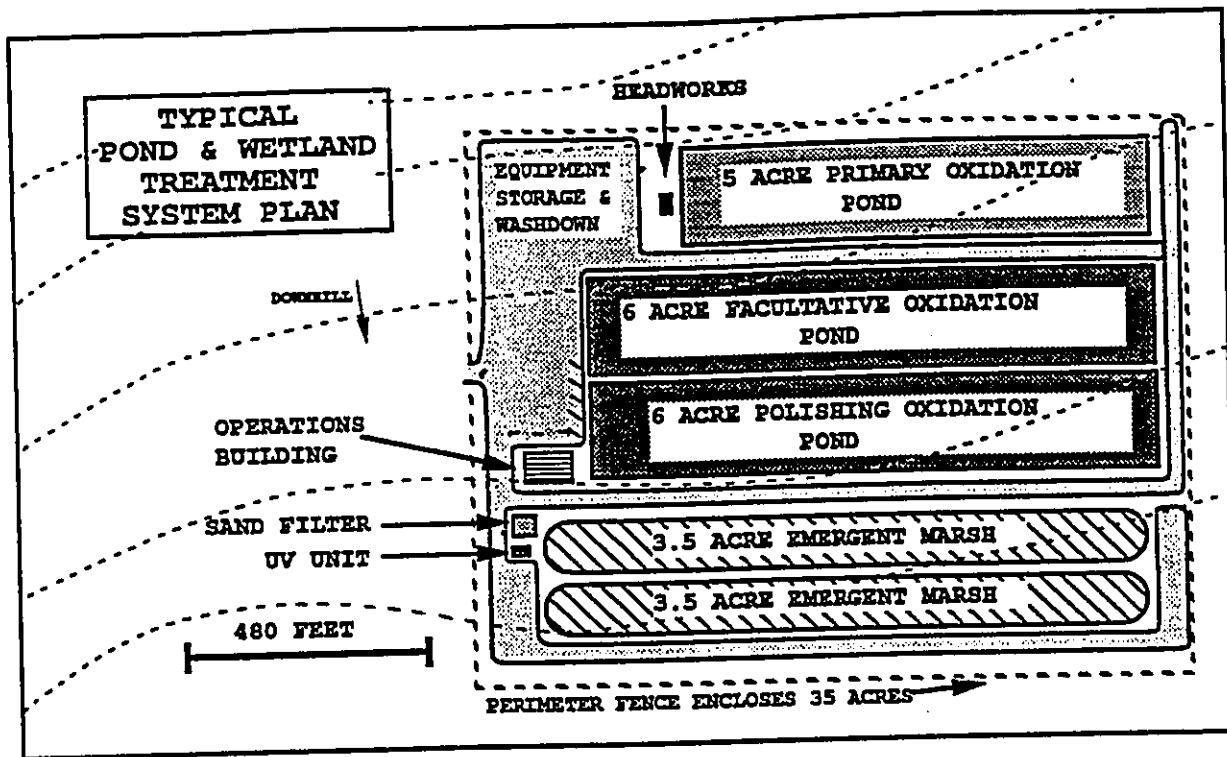 TYPICAL
POND & WETLAND
TREATMENT
SYSTEM PLAN
HEADWORKS
EQUIPMENT
STORAGE &
WASHDOWN
5 ACRE PRIMARY OXIDATION
POND
DOWNHILL
6 ACRE FACULTATIVE OXIDATION
POND
6 ACRE POLISHING OXIDATION
POND
OPERATIONS
BUILDING
SAND FILTER
UV UNIT
3.5 ACRE EMERGENT MARSH
3.5 ACRE EMERGENT MARSH
480 FEET
PERIMETER FENCE ENCLOSES 35 ACRES